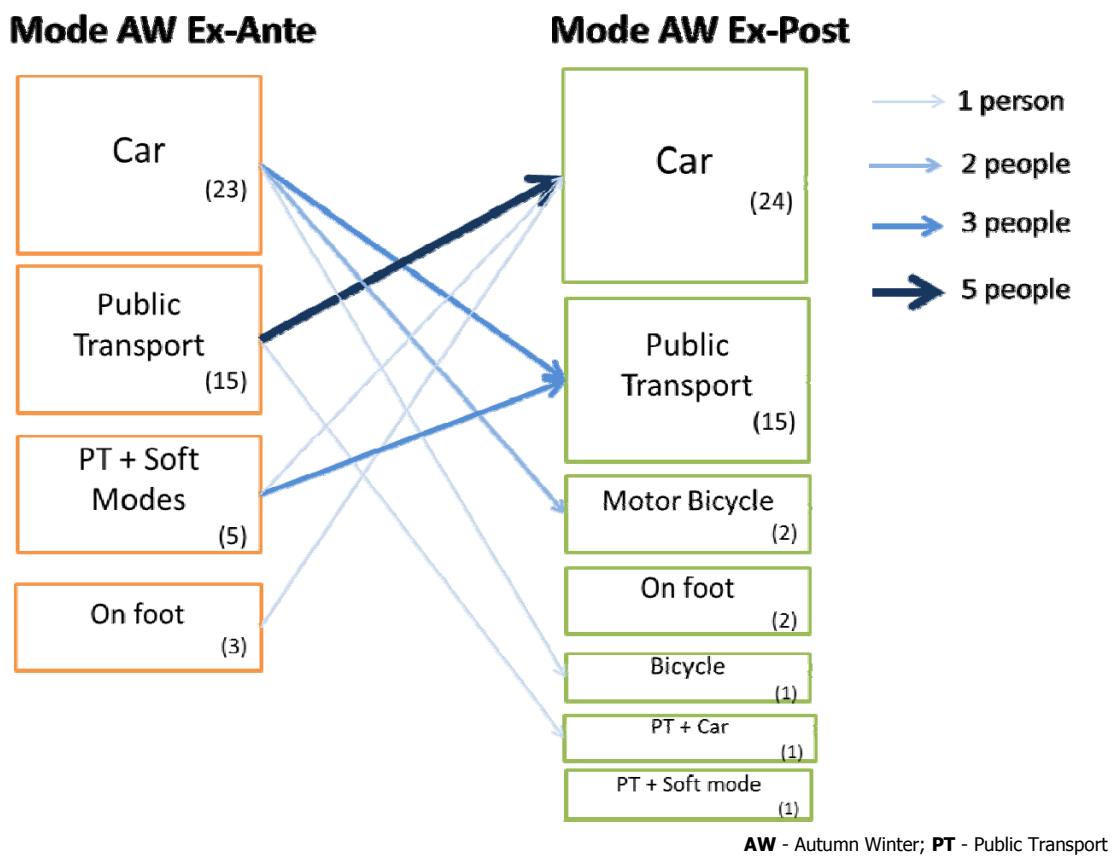 Mode AW Ex-Ante
Mode AW Ex-Post
Car
(23)
Public
Transport
(15)
PT + Soft
Modes
(5)
On foot
(3)
Car
(24)
Public
Transport
(15)
Motor Bicycle
(2)
On foot
(2)
Bicycle
(1)
PT + Car
(1)
PT + Soft mode
(1)
1 person
2 people
3 people
5 people
AW - Autumn Winter; PT - Public Transport